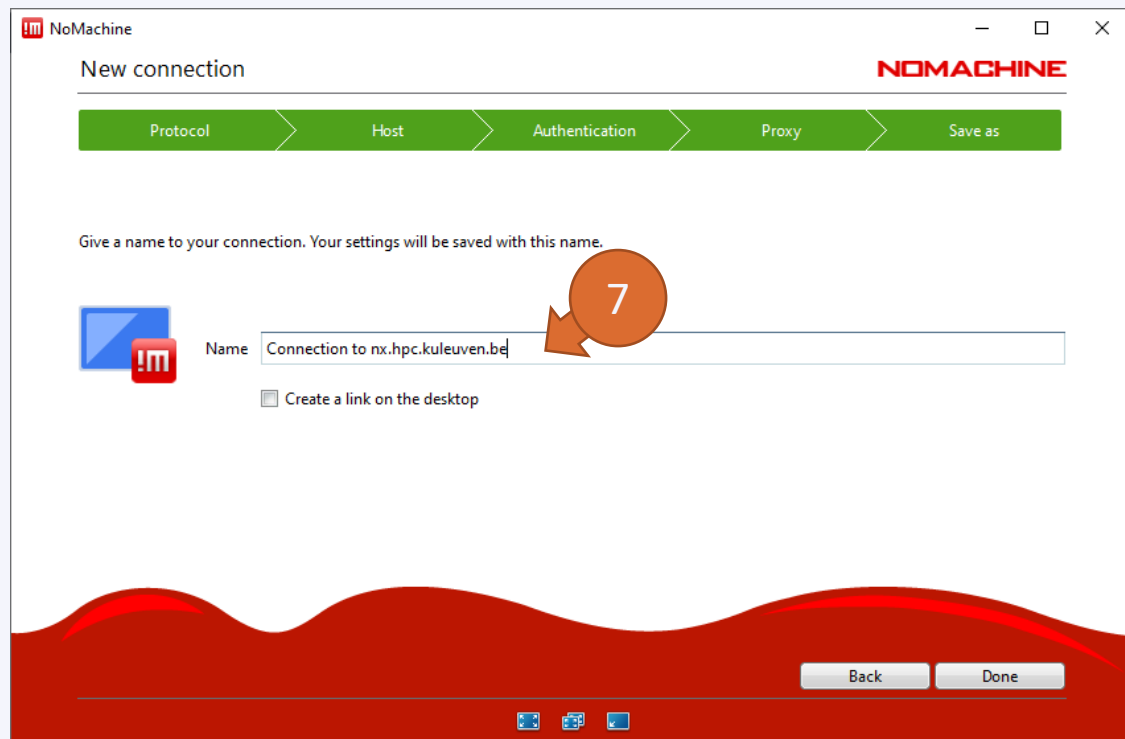 !m NoMachine
New connection
NOMACHINE
Protocol
Host
Authentication
Proxy
Save as
Give a name to your connection. Your settings will be saved with this name.
7
!m
Name Connection to nx.hpc.kuleuven.be
Create a link on the desktop
Back
Done